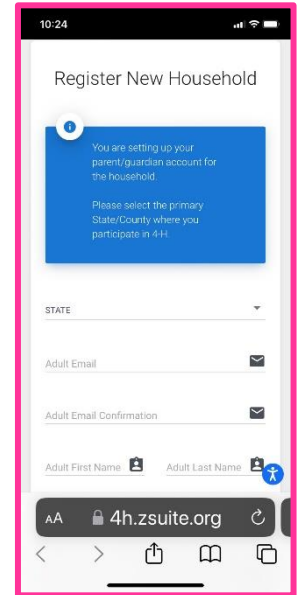 10:24
Register New Household
You are setting up your
parent/guardian account for
the household.
Please select the primary
State/County where you
participate in 4-H.
STATE
Adult Email
Adult Email Confirmation
Adult First Name Adult Last Name
AA 4h.zsuite.org